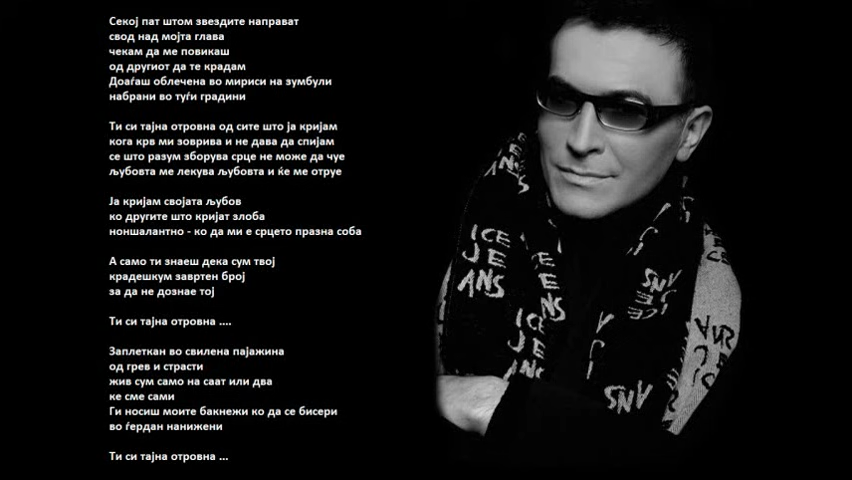 Секој пат штом звездите направат
свод над мојта глава
чекам да ме повикаш
од другиот да те крадам
Доаѓаш облечена во мириси на зумбули
набрани во туѓи градини
Ти си тајна отровна од сите што ја кријам
кога крв ми зоврива и не дава да спијам
се што разум зборува срце не може да чуе
љубовта ме лекува љубовта и ќе ме отруе
Ја кријам својата љубов
ко другите што кријат злоба
ноншалантно - ко да ми е срцето празна соба
А само ти знаеш дека сум твој
крадешкум завртен број
за да не дознае тој
Ти си тајна отровна ....
Заплеткан во свилена пајажина
од грев и страсти
жив сум само на саат или два
ке сме сами
Ги носиш моите бакнежи ко да се бисери
во ѓердан нанижени
Ти си тајна отровна ...
ICE
JE
ANS
ICE
JE
ANS